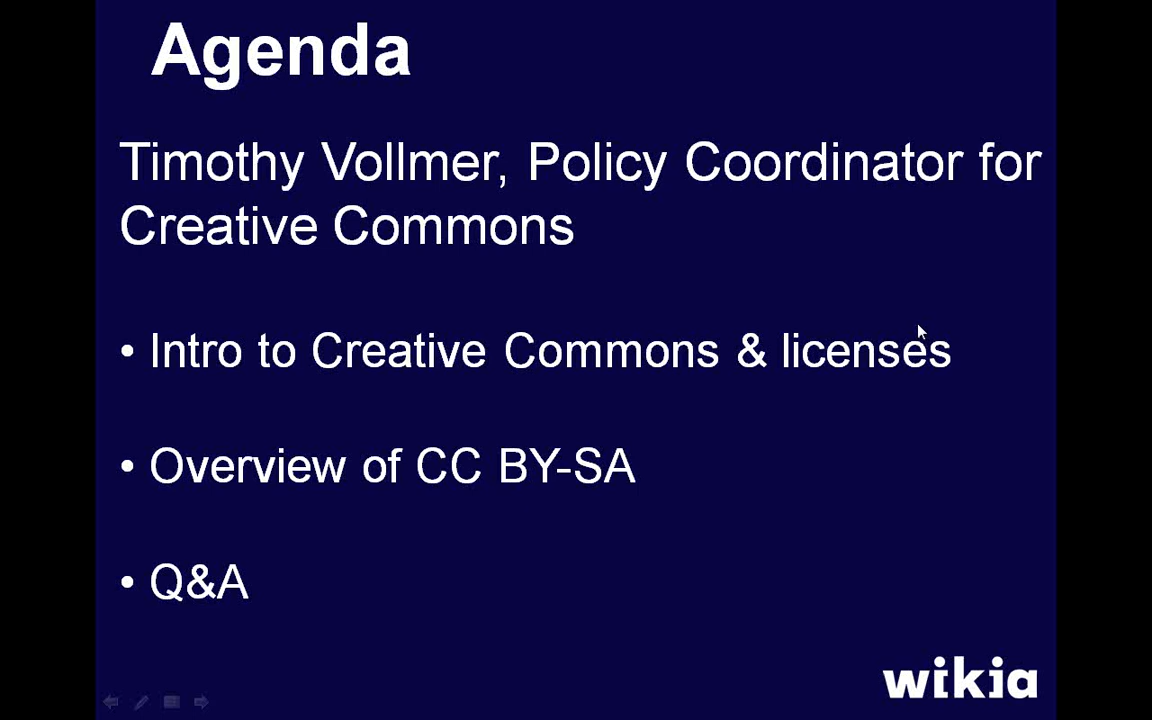 Agenda
Timothy Vollmer, Policy Coordinator for
Creative Commons
• Intro to Creative Commons & licenses
• Overview of CC BY-SA
• Q&A
wikia